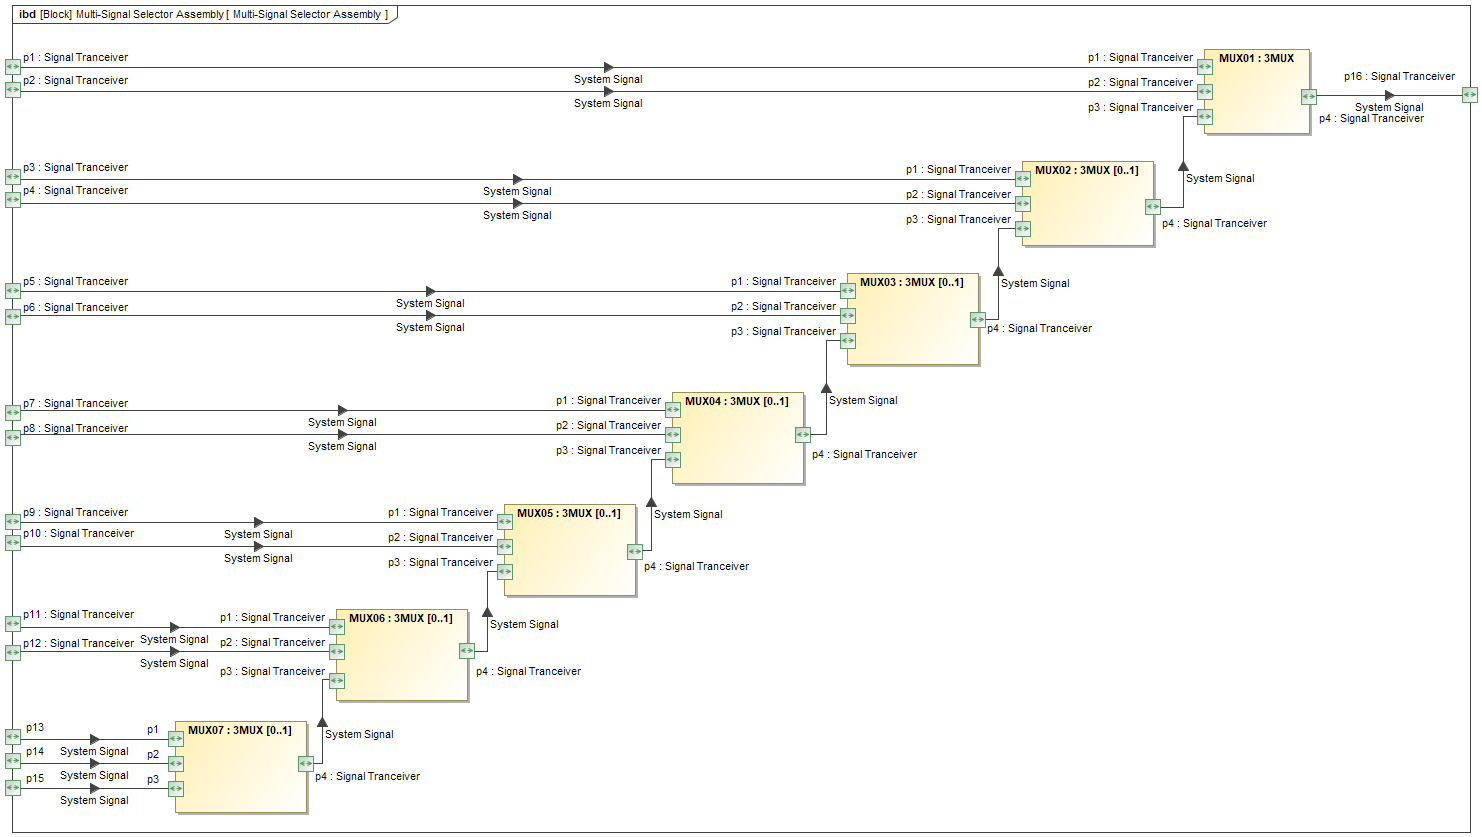 ibd [Block] Multi-Signal Selector Assembly [ Multi-Signal Selector Assembly ]
p1 : Signal Tranceiver
System Signal
p1 : Signal Tranceiver
MUX01 : 3MUX
p2 : Signal Tranceiver
System Signal
p2 : Signal Tranceiver
p3 : Signal Tranceiver
p16 : Signal Tranceiver
System Signal
p4 : Signal Tranceiver
p3 : Signal Tranceiver
System Signal
p1 : Signal Tranceiver
MUX02 : 3MUX [0..1]
System Signal
p4 : Signal Tranceiver
System Signal
p2 : Signal Tranceiver
p3 : Signal Tranceiver
p4 : Signal Tranceiver
p5 : Signal Tranceiver
System Signal
p1 : Signal Tranceiver
MUX03 : 3MUX [0..1]
System Signal
p6 : Signal Tranceiver
System Signal
p2 : Signal Tranceiver
p3 : Signal Tranceiver
p4 : Signal Tranceiver
p7 : Signal Tranceiver
System Signal
p1 : Signal Tranceiver
MUX04 : 3MUX [0..1]
System Signal
p8 : Signal Tranceiver
System Signal
p2 : Signal Tranceiver
p3 : Signal Tranceiver
p4 : Signal Tranceiver
p9 : Signal Tranceiver
System Signal
p1 : Signal Tranceiver
MUX05 : 3MUX [0..1]
System Signal
p10 : Signal Tranceiver
System Signal
p2 : Signal Tranceiver
p3 : Signal Tranceiver
p4 : Signal Tranceiver
p11 : Signal Tranceiver
System Signal
p1 : Signal Tranceiver
MUX06 : 3MUX [0..1]
System Signal
p12 : Signal Tranceiver
System Signal
p2 : Signal Tranceiver
p3 : Signal Tranceiver
p4 : Signal Tranceiver
p13
System Signal
p1
MUX07 : 3MUX [0..1]
System Signal
p14
System Signal
p2
p15
System Signal
p3
p4 : Signal Tranceiver